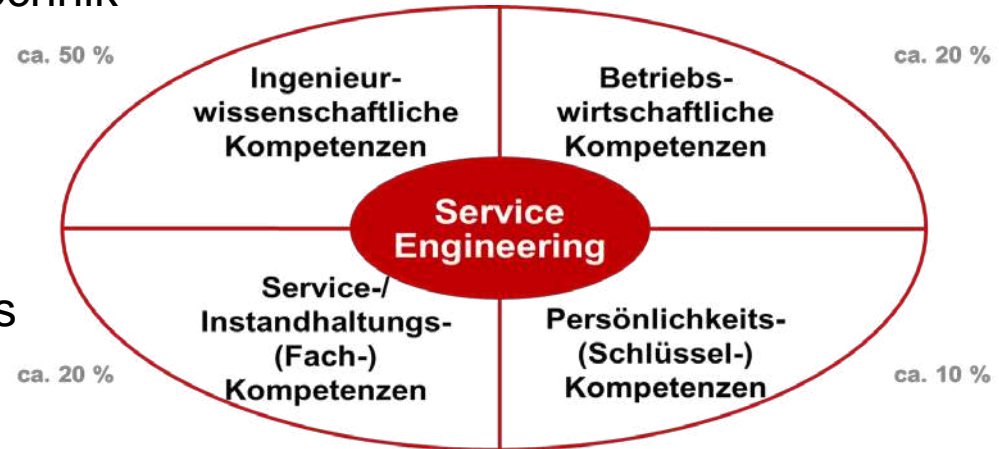 ca. 50 %
Ingenieur-
wissenschaftliche
Kompetenzen
ca. 20 %
Betriebs-
wirtschaftliche
Kompetenzen
Service
Engineering
ca. 20 %
Service-/
Instandhaltungs-
(Fach-)
Kompetenzen
Persönlichkeits-
(Schlüssel-)
Kompetenzen
ca. 10 %